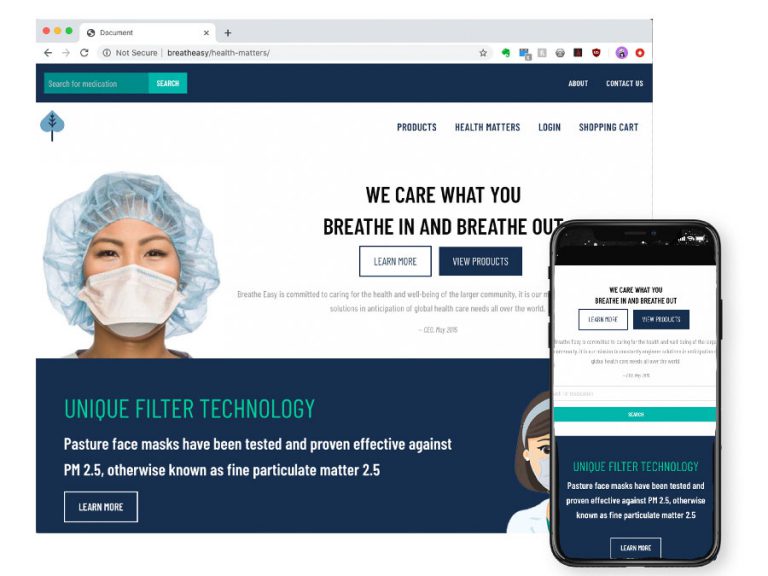 Document
Not Secure | breatheasy/health-matters/
Search for medication
SEARCH
ABOUT
CONTACT US
PRODUCTS
HEALTH MATTERS
LOGIN
SHOPPING CART
WE CARE WHAT YOU
BREATHE IN AND BREATHE OUT
LEARN MORE
VIEW PRODUCTS
Breathe Easy is committed to caring for the health and well-being of the larger community, it is our
solutions in anticipation of global health care needs all over the world.
– CEO, May 2015
UNIQUE FILTER TECHNOLOGY
Pasture face masks have been tested and proven effective against
PM 2.5, otherwise known as fine particulate matter 2.5
LEARN MORE
WE CARE WHAT YOU
BREATHE IN AND BREATHE OUT
LEARN MORE
VIEW PRODUCTS
Breathe Easy is committed to caring for the health and well-being of the
community, it is our mission to constantly engineer solutions in anticipation
global health care needs all over the world.
– CEO, May 2015
SEARCH
UNIQUE FILTER TECHNOLOGY
Pasture face masks have been tested and
proven effective against PM 2.5, otherwise
known as fine particulate matter 2.5
LEARN MORE